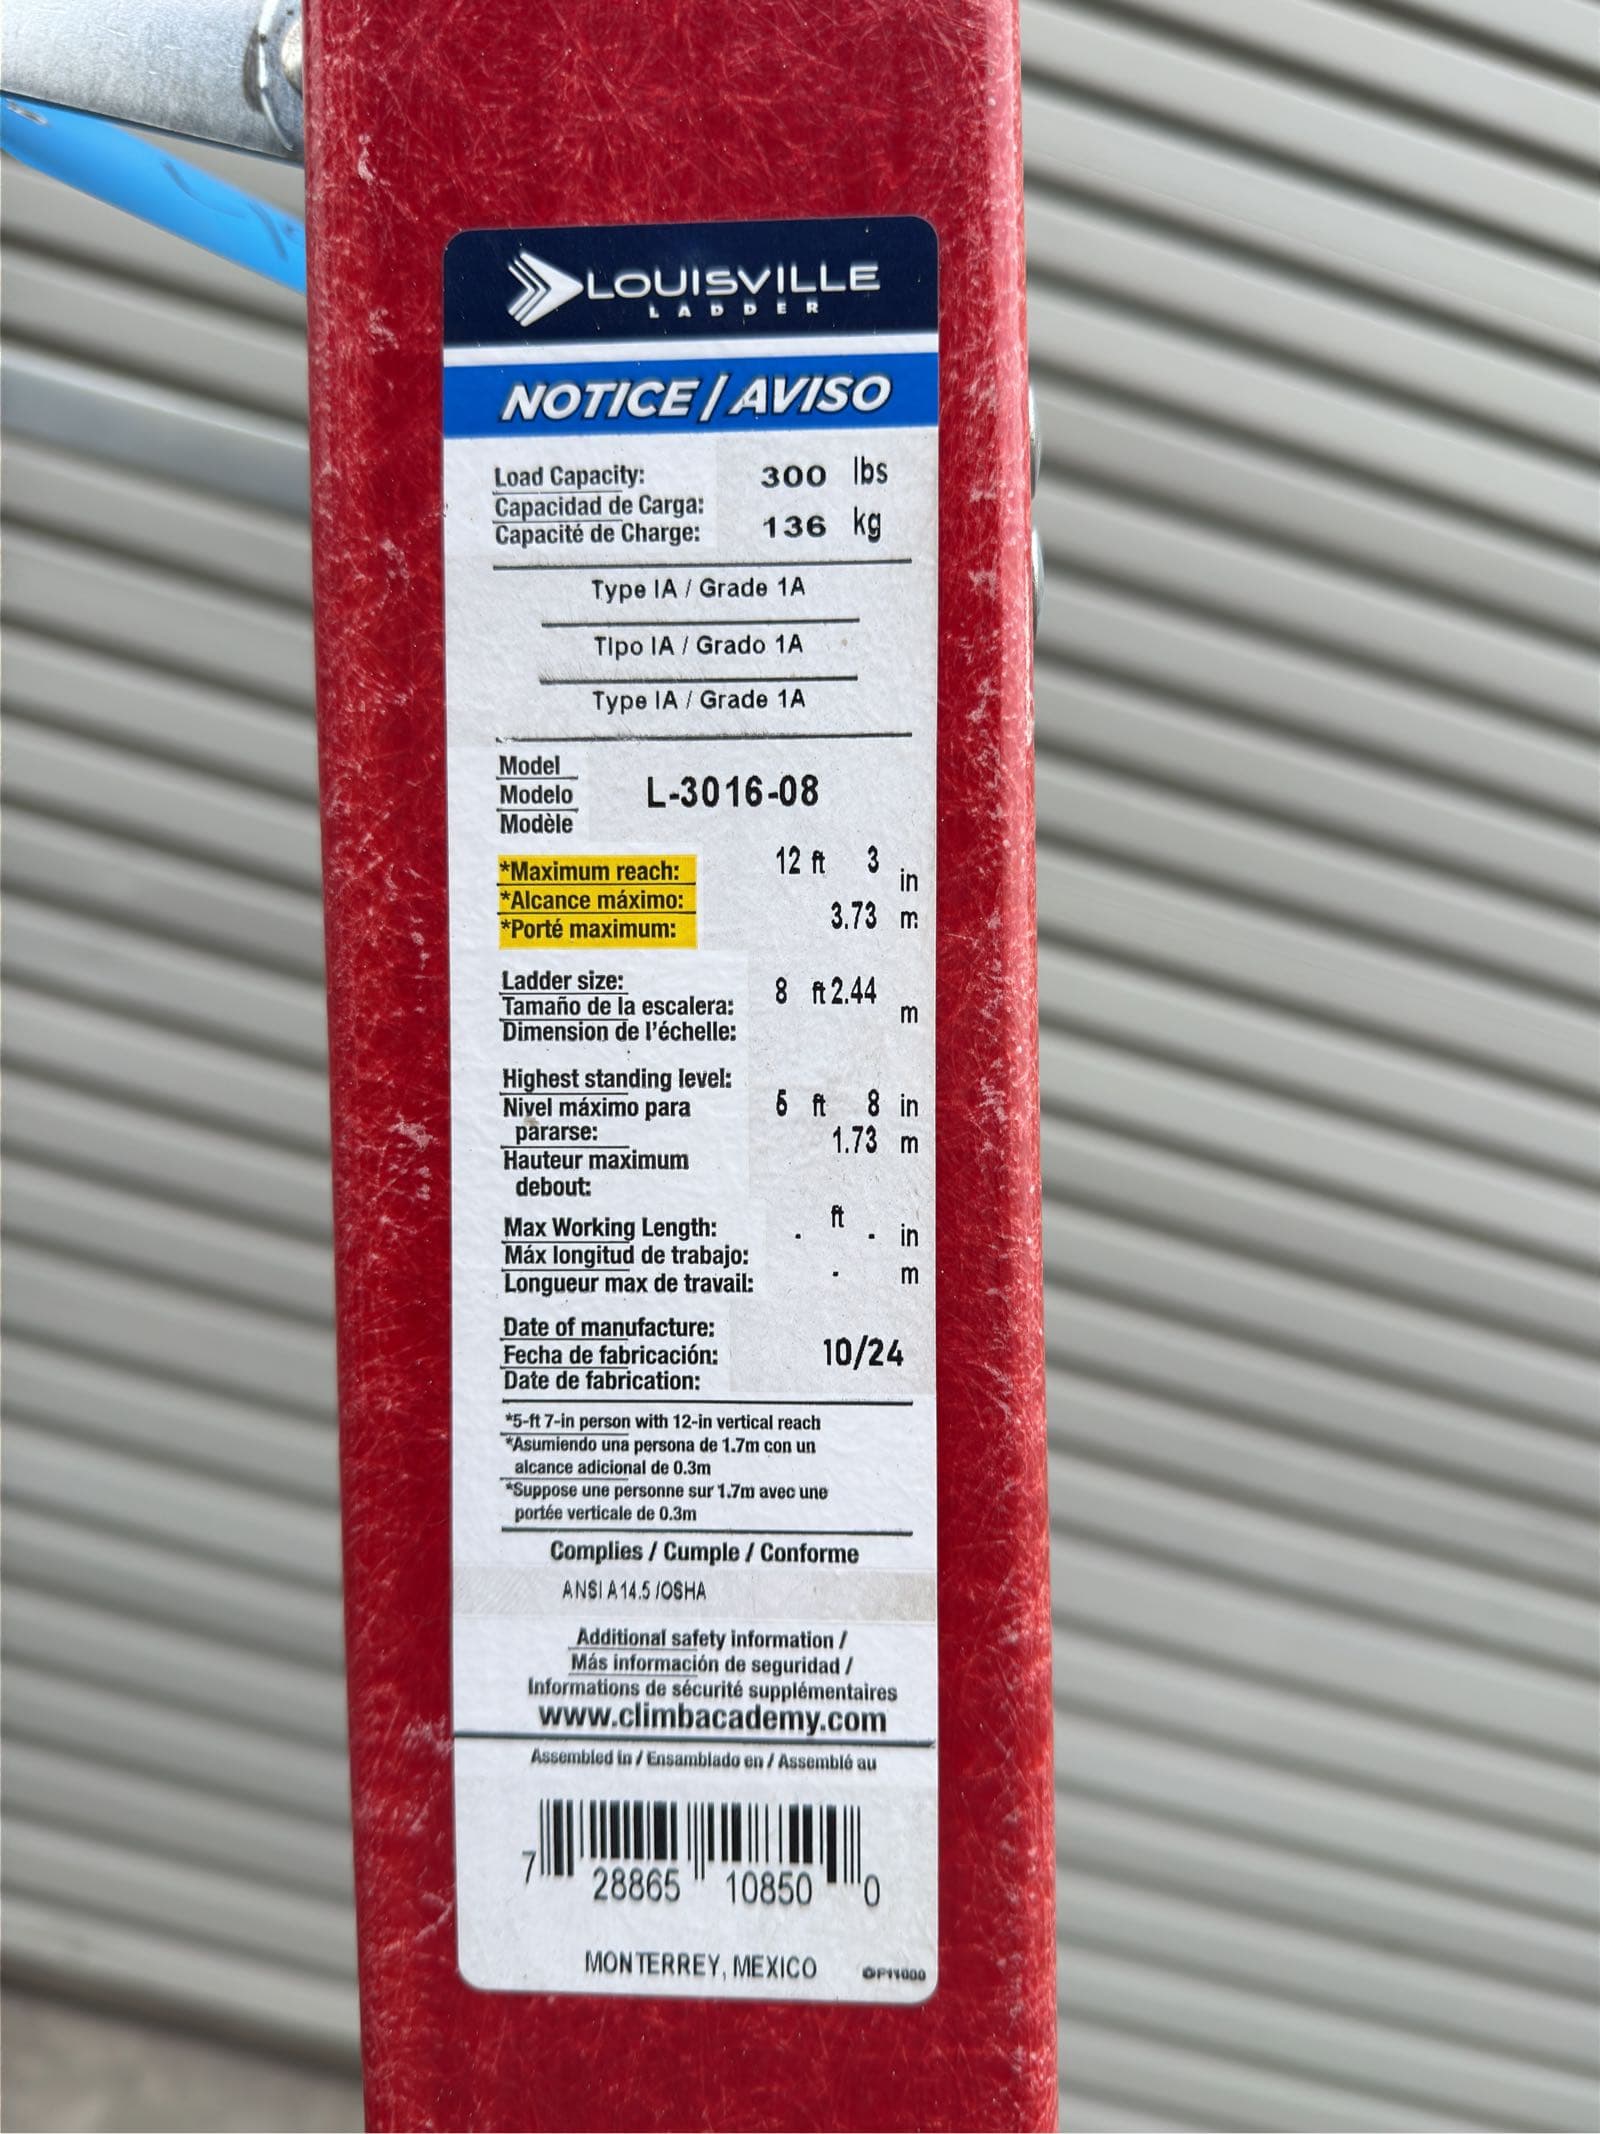 LOUISVILLE
LADDER
NOTICE / AVISO
Load Capacity: 300 lbs
Capacidad de Carga:
Capacité de Charge: 136 kg
Type IA / Grade 1A
Tipo IA / Grado 1A
Type IA / Grade 1A
Model
Modelo L-3016-08
Modèle
*Maximum reach: 12 ft 3 in
*Alcance máximo: 3.73 m
*Porté maximum:
Ladder size: 8 ft 2.44 m
Tamaño de la escalera:
Dimension de l'échelle:
Highest standing level:
Nivel máximo para 5 ft 8 in
pararse: 1.73 m
Hauteur maximum
debout:
Max Working Length: - ft - in
Máx longitud de trabajo:
Longueur max de travail: - m
Date of manufacture:
Fecha de fabricación: 10/24
Date de fabrication:
*5-ft 7-in person with 12-in vertical reach
*Asumiendo una persona de 1.7m con un
alcance adicional de 0.3m
*Suppose une personne sur 1.7m avec une
portée verticale de 0.3m
Complies / Cumple / Conforme
ANSI A14.5 /OSHA
Additional safety information /
Más información de seguridad /
Informations de sécurité supplémentaires
www.climbacademy.com
Assembled in / Ensamblado en / Assemblé au
7 28865 10850 0
MONTERREY, MEXICO